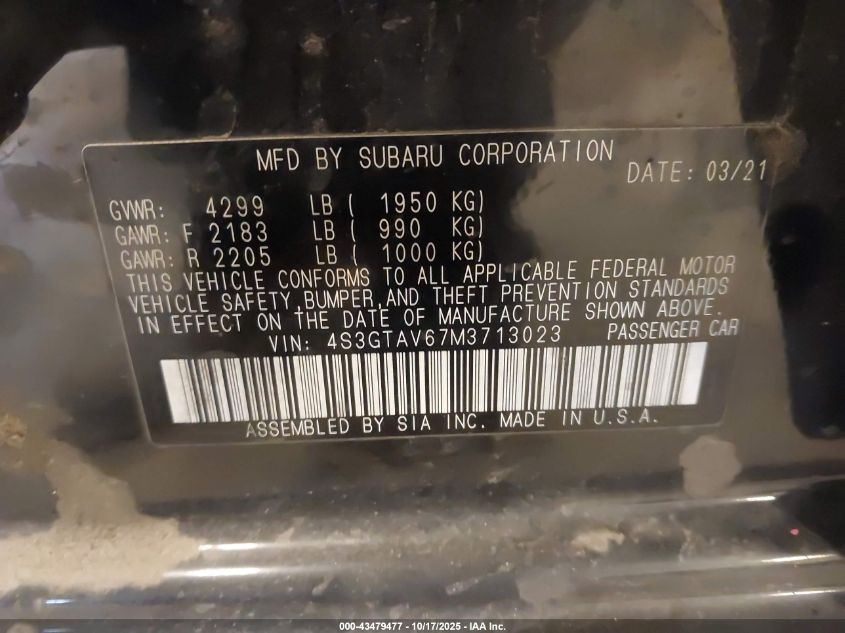 MFD BY SUBARU CORPORATION
DATE: 03/21
GVWR: 4299 LB ( 1950 KG)
GAWR: F 2183 LB ( 990 KG)
GAWR: R 2205 LB ( 1000 KG)
THIS VEHICLE CONFORMS TO ALL APPLICABLE FEDERAL MOTOR
VEHICLE SAFETY, BUMPER, AND THEFT PREVENTION STANDARDS
IN EFFECT ON THE DATE OF MANUFACTURE SHOWN ABOVE.
VIN: 4S3GTAV67M3713023 PASSENGER CAR
ASSEMBLED BY SIA INC. MADE IN U.S.A.
000-43479477 - 10/17/2025 - IAA Inc.